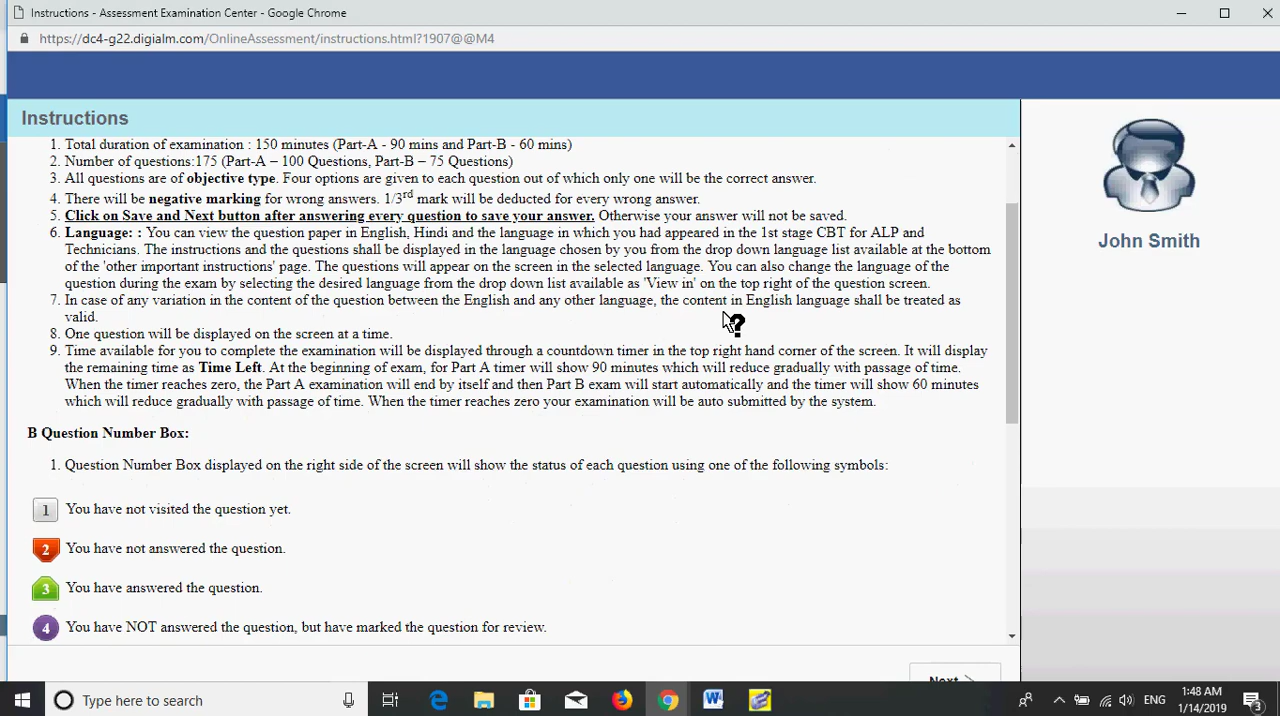 Instructions - Assessment Examination Center - Google Chrome
https://dc4-g22.digialm.com/OnlineAssessment/instructions.html?1907@@M4
Instructions
1. Total duration of examination : 150 minutes (Part-A - 90 mins and Part-B - 60 mins)
2. Number of questions:175 (Part-A – 100 Questions, Part-B – 75 Questions)
3. All questions are of objective type. Four options are given to each question out of which only one will be the correct answer.
4. There will be negative marking for wrong answers. 1/3rd mark will be deducted for every wrong answer.
5. Click on Save and Next button after answering every question to save your answer. Otherwise your answer will not be saved.
6. Language: : You can view the question paper in English, Hindi and the language in which you had appeared in the 1st stage CBT for ALP and
Technicians. The instructions and the questions shall be displayed in the language chosen by you from the drop down language list available at the bottom
of the 'other important instructions' page. The questions will appear on the screen in the selected language. You can also change the language of the
question during the exam by selecting the desired language from the drop down list available as 'View in' on the top right of the question screen.
7. In case of any variation in the content of the question between the English and any other language, the content in English language shall be treated as
valid.
8. One question will be displayed on the screen at a time.
9. Time available for you to complete the examination will be displayed through a countdown timer in the top right hand corner of the screen. It will display
the remaining time as Time Left. At the beginning of exam, for Part A timer will show 90 minutes which will reduce gradually with passage of time.
When the timer reaches zero, the Part A examination will end by itself and then Part B exam will start automatically and the timer will show 60 minutes
which will reduce gradually with passage of time. When the timer reaches zero your examination will be auto submitted by the system.
B Question Number Box:
1. Question Number Box displayed on the right side of the screen will show the status of each question using one of the following symbols:
1 You have not visited the question yet.
2 You have not answered the question.
3 You have answered the question.
4 You have NOT answered the question, but have marked the question for review.
John Smith
Next >
Type here to search
ENG
1:48 AM
1/14/2019
3